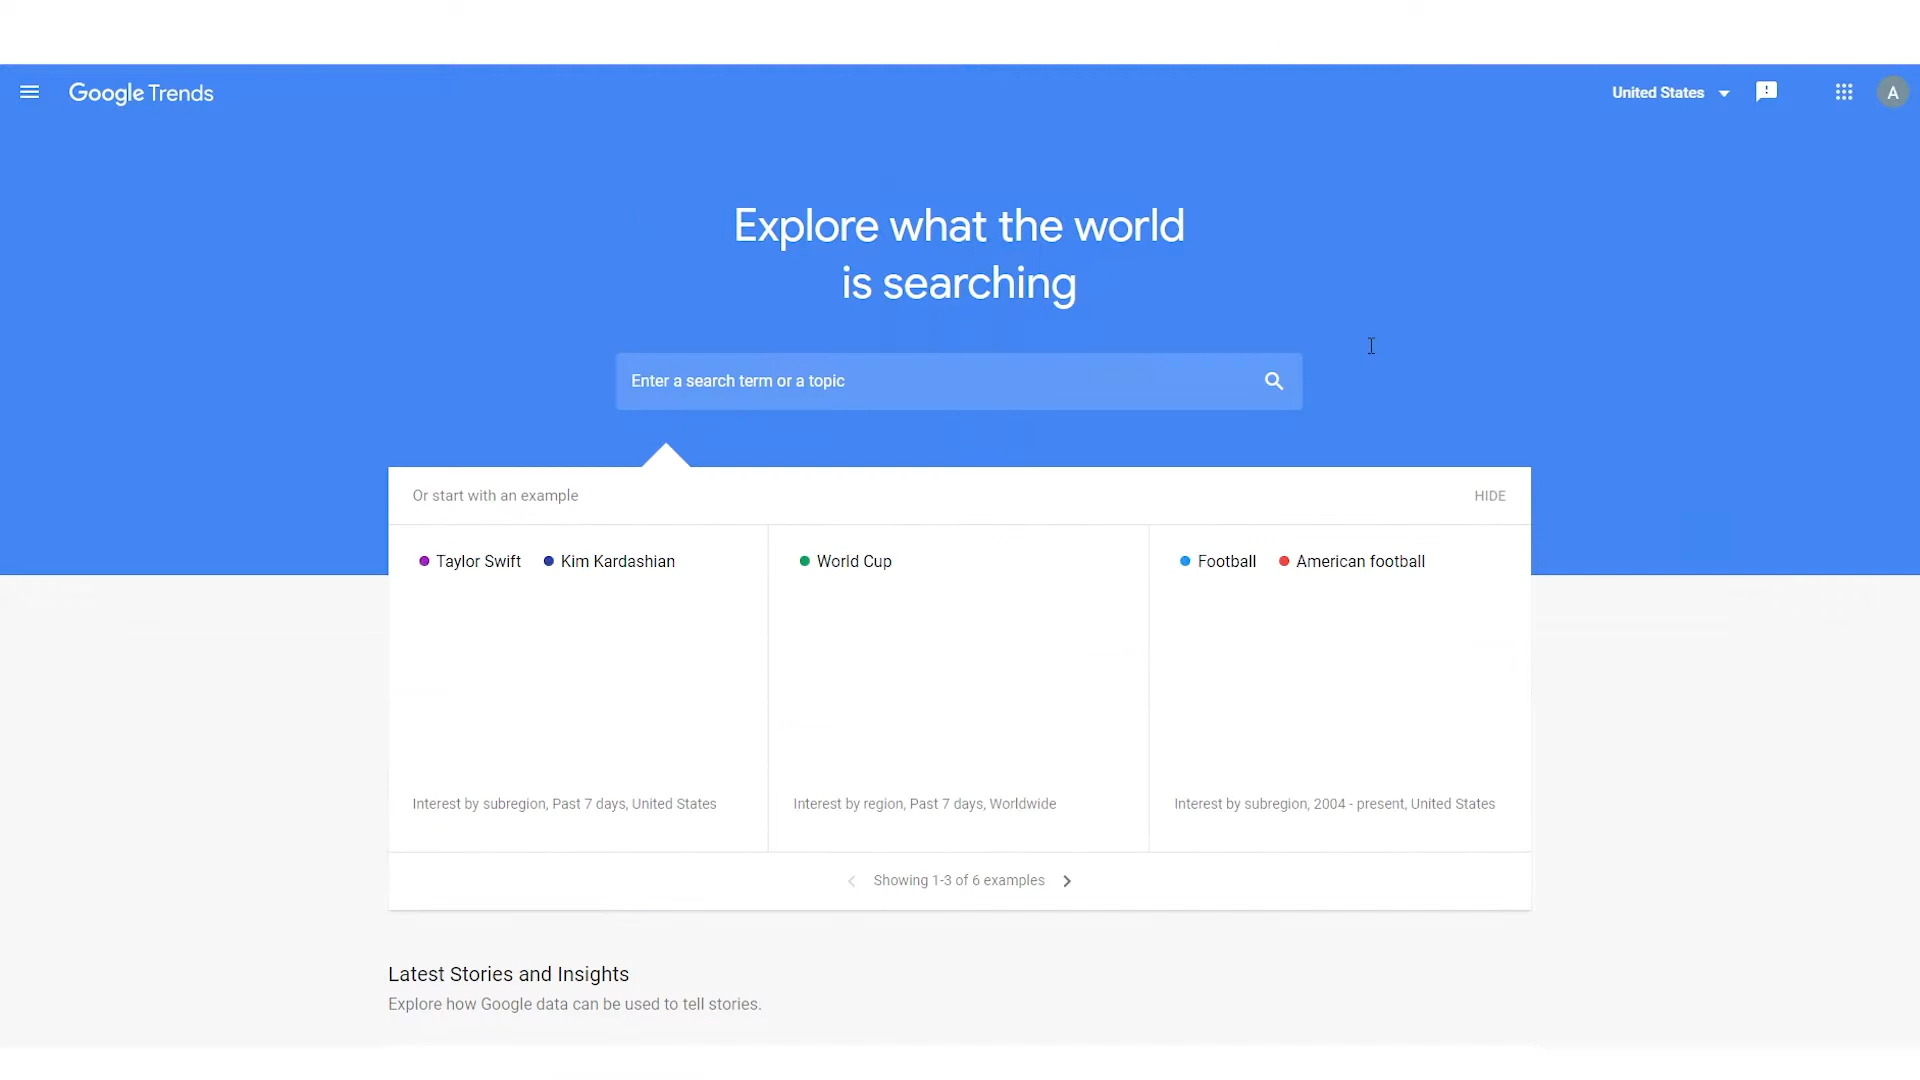 Google Trends
United States
A
Explore what the world
is searching
Enter a search term or a topic
Or start with an example
HIDE
Taylor Swift
Kim Kardashian
World Cup
Football
American football
Interest by subregion, Past 7 days, United States
Interest by region, Past 7 days, Worldwide
Interest by subregion, 2004 - present, United States
Showing 1-3 of 6 examples
Latest Stories and Insights
Explore how Google data can be used to tell stories.